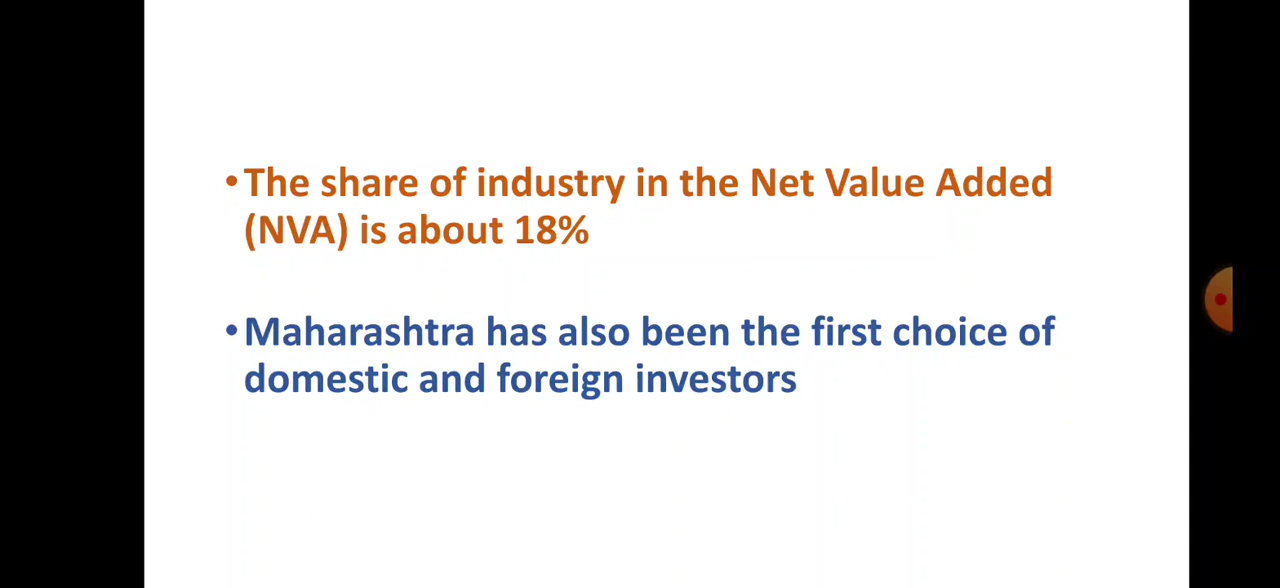 •The share of industry in the Net Value Added
(NVA) is about 18%
•Maharashtra has also been the first choice of
domestic and foreign investors